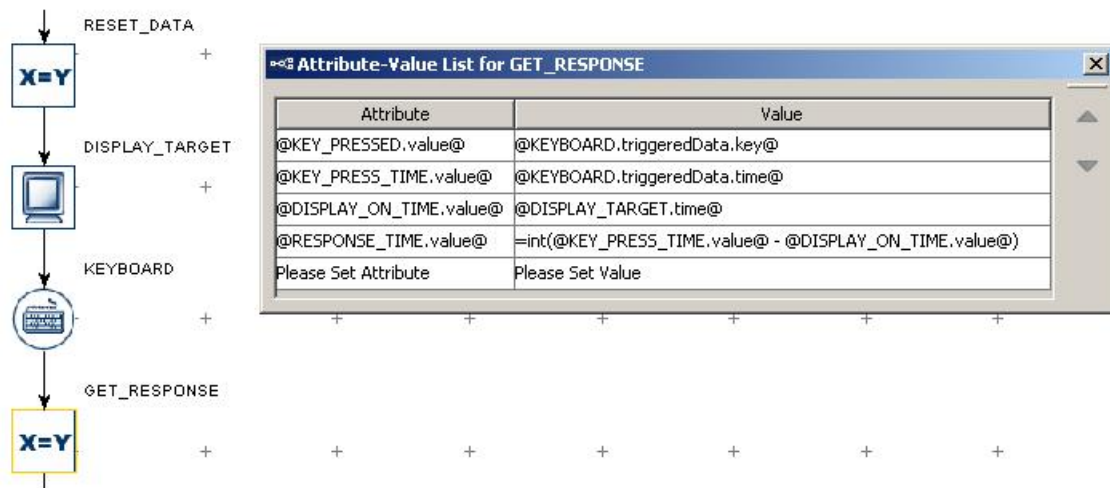 RESET_DATA
X=Y
DISPLAY_TARGET
KEYBOARD
GET_RESPONSE
X=Y
Attribute-Value List for GET_RESPONSE
Attribute Value
@KEY_PRESSED.value@ @KEYBOARD.triggeredData.key@
@KEY_PRESS_TIME.value@ @KEYBOARD.triggeredData.time@
@DISPLAY_ON_TIME.value@ @DISPLAY_TARGET.time@
@RESPONSE_TIME.value@ =int(@KEY_PRESS_TIME.value@ - @DISPLAY_ON_TIME.value@)
Please Set Attribute Please Set Value